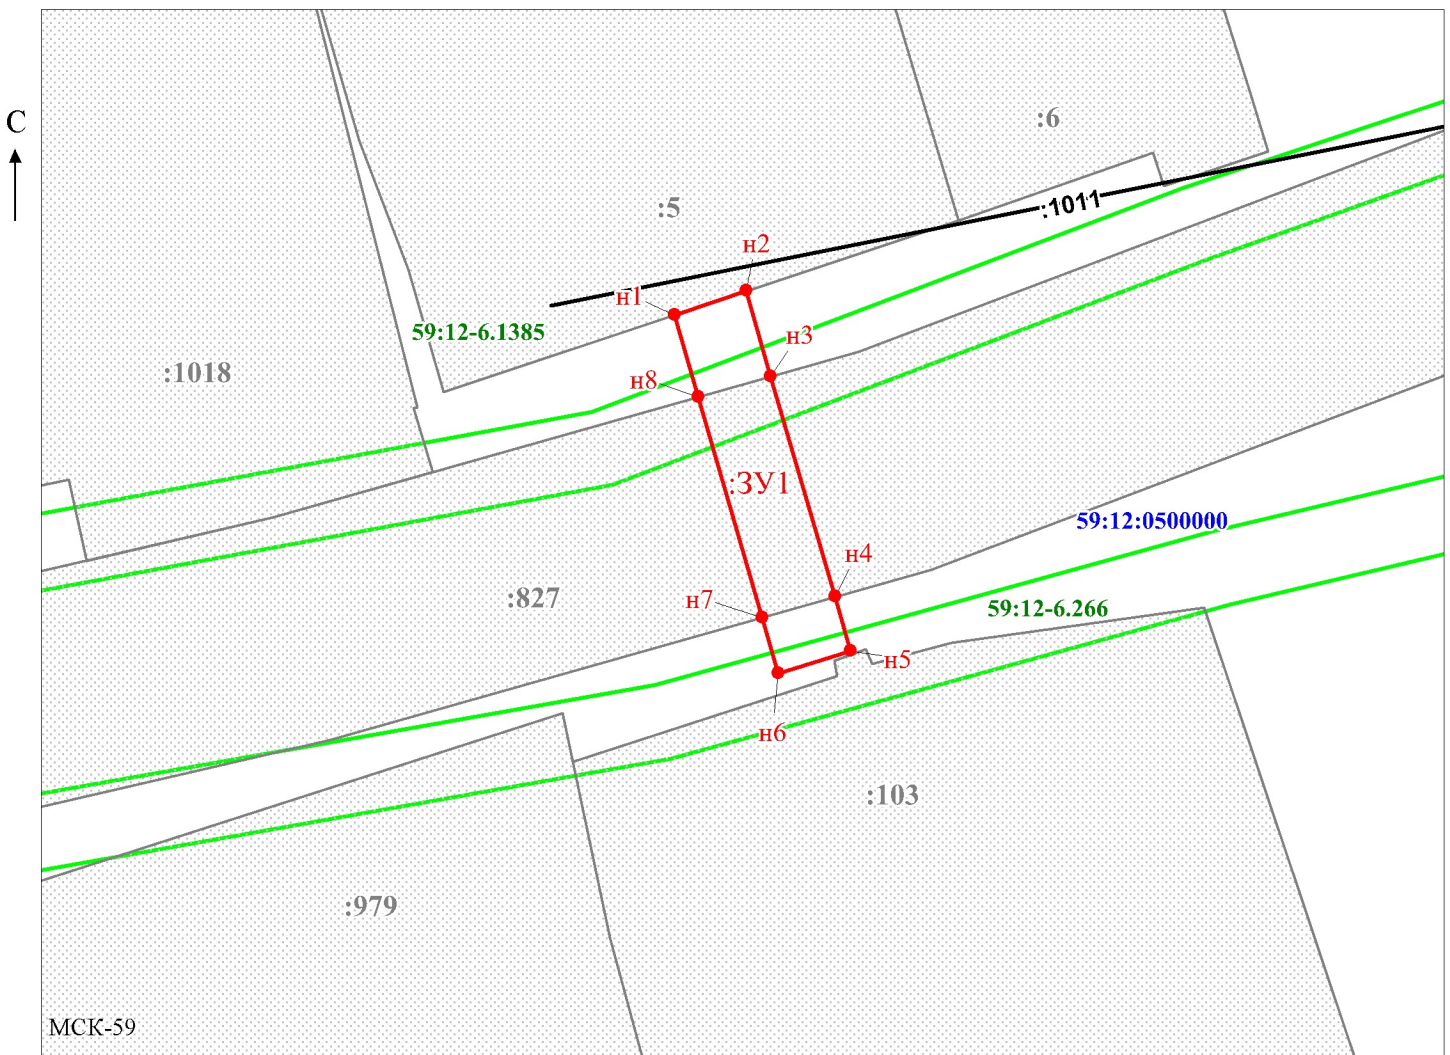 :6
С
:1011
:5
н2
н1
59:12-6.1385
н3
:1018
н8
:ЗУ1
59:12:0500000
н4
:827
н7
59:12-6.266
н5
н6
:103
:979
МСК-59